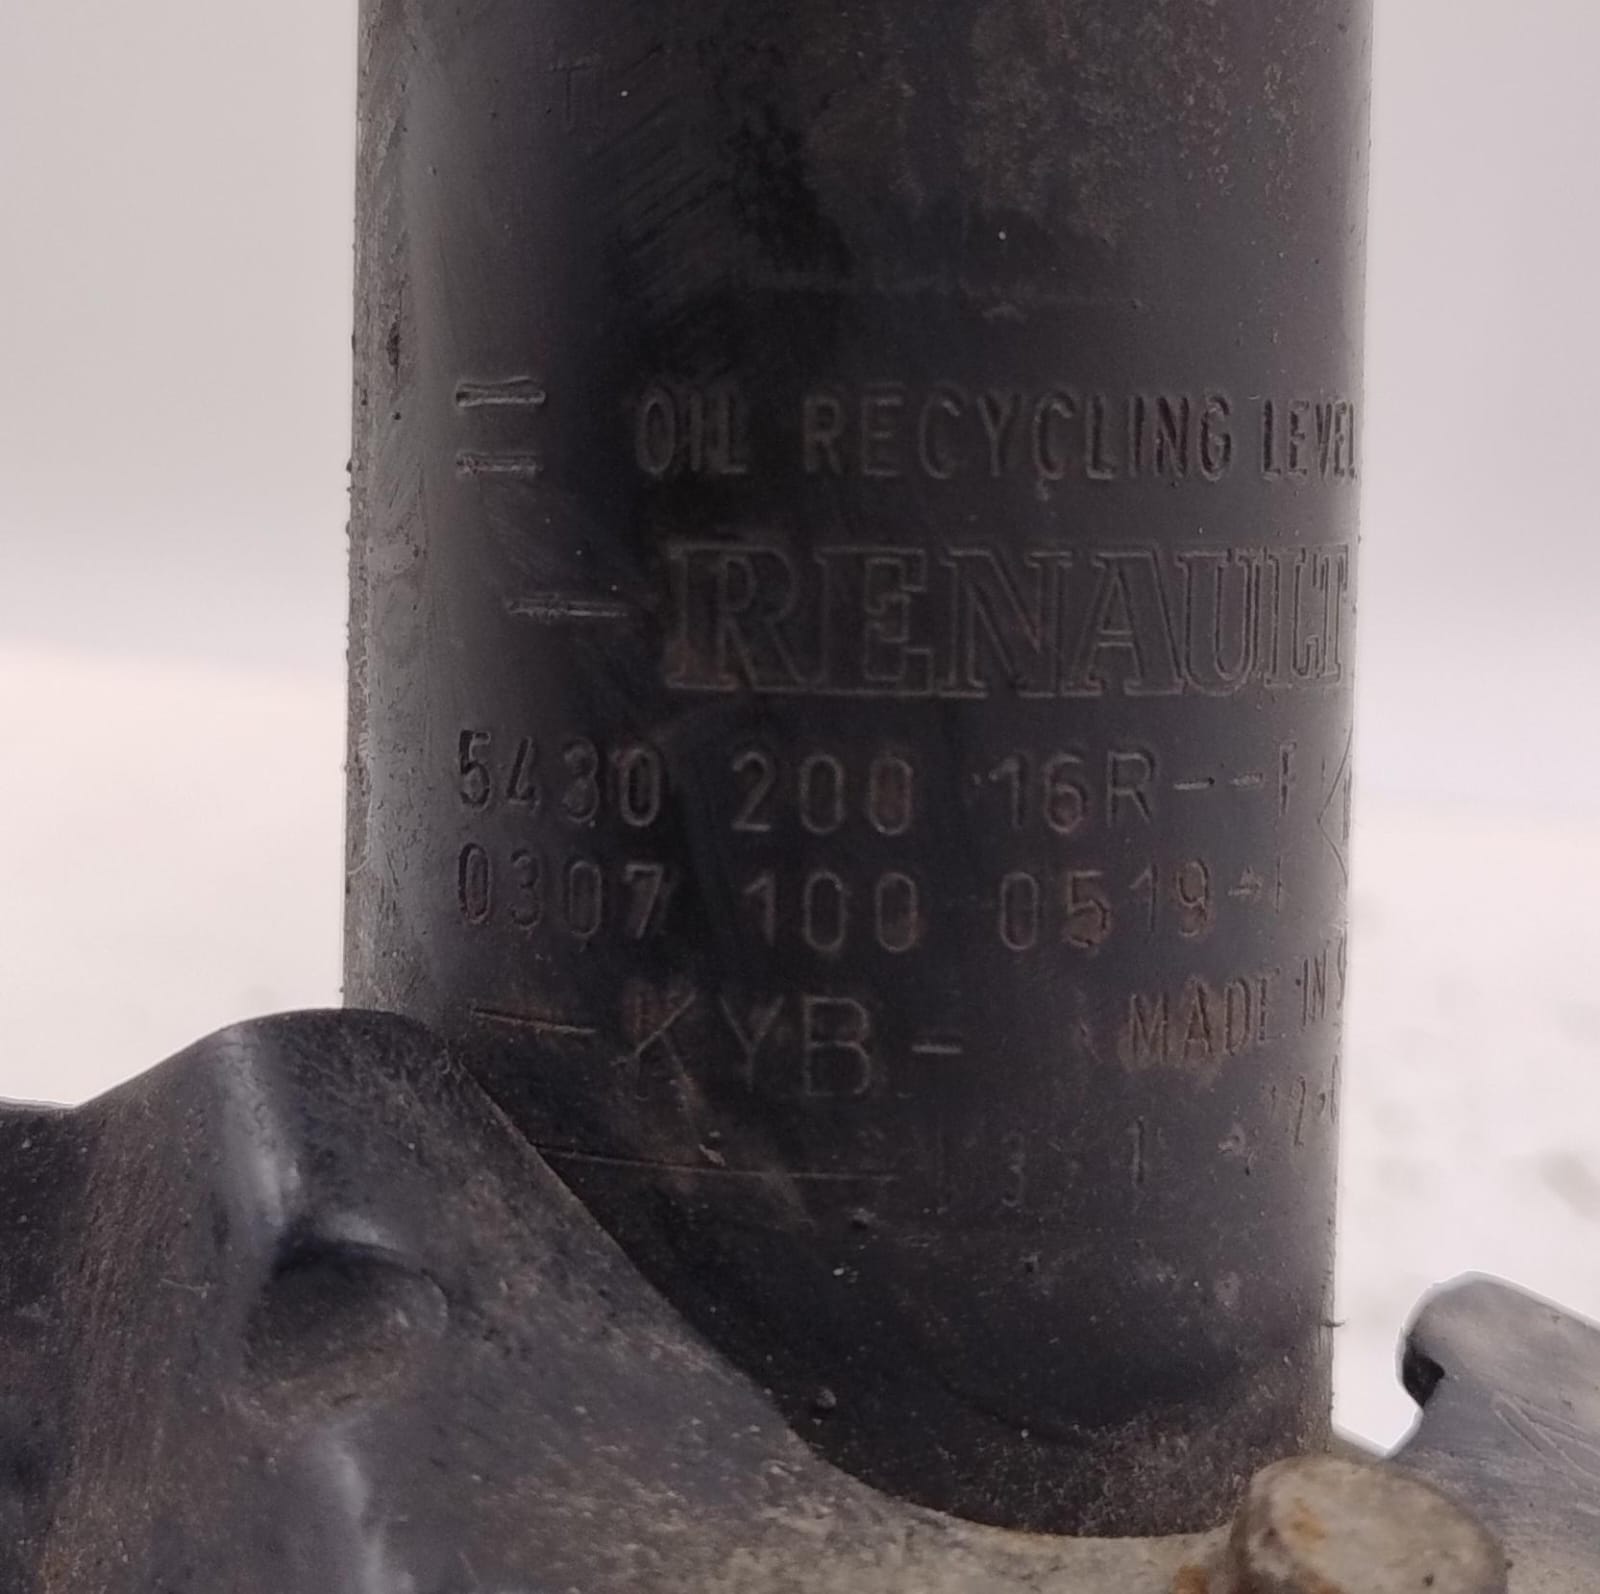 = OIL RECYCLING LEVEL
- RENAULT
5430 200 16R--F
0307 100 0519-
- KYB - MADE IN S